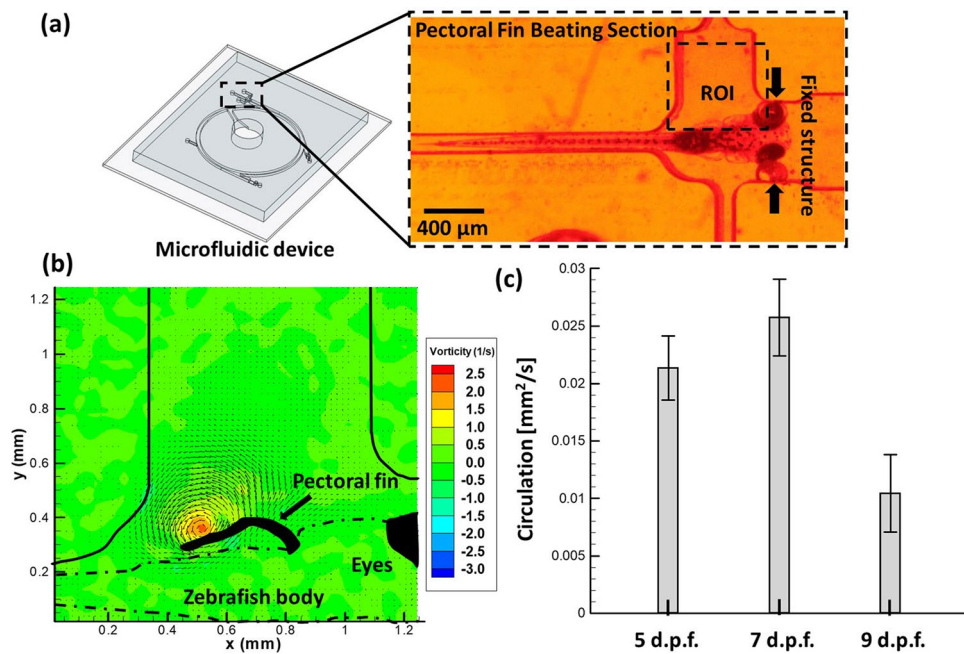 (a)
Microfluidic device
Pectoral Fin Beating Section
ROI
Fixed structure
400 μm
(b)
1.2
1
0.8
0.6
0.4
0.2
y (mm)
0.2
0.4
0.6
0.8
1
1.2
x (mm)
Pectoral fin
Eyes
Zebrafish body
Vorticity (1/s)
2.5
2.0
1.5
1.0
0.5
0.0
-0.5
-1.0
-1.5
-2.0
-2.5
-3.0
(c)
Circulation [mm²/s]
0.03
0.025
0.02
0.015
0.01
0.005
0
5 d.p.f.
7 d.p.f.
9 d.p.f.